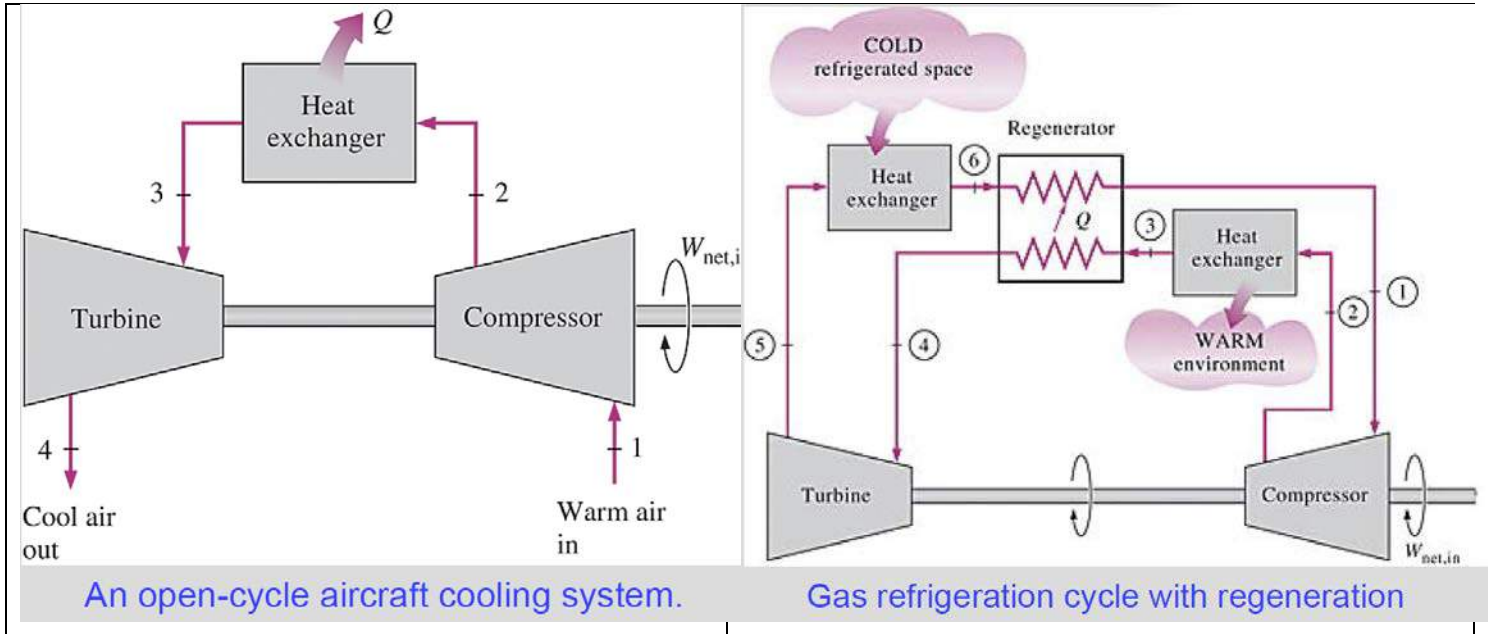 Q
Heat
exchanger
3
2
W net,i
Turbine
Compressor
4
1
Cool air
out
Warm air
in
An open-cycle aircraft cooling system.
COLD
refrigerated space
Regenerator
6
Heat
exchanger
Q
3
Heat
exchanger
1
2
WARM
environment
5
4
Turbine
Compressor
W net,in
Gas refrigeration cycle with regeneration